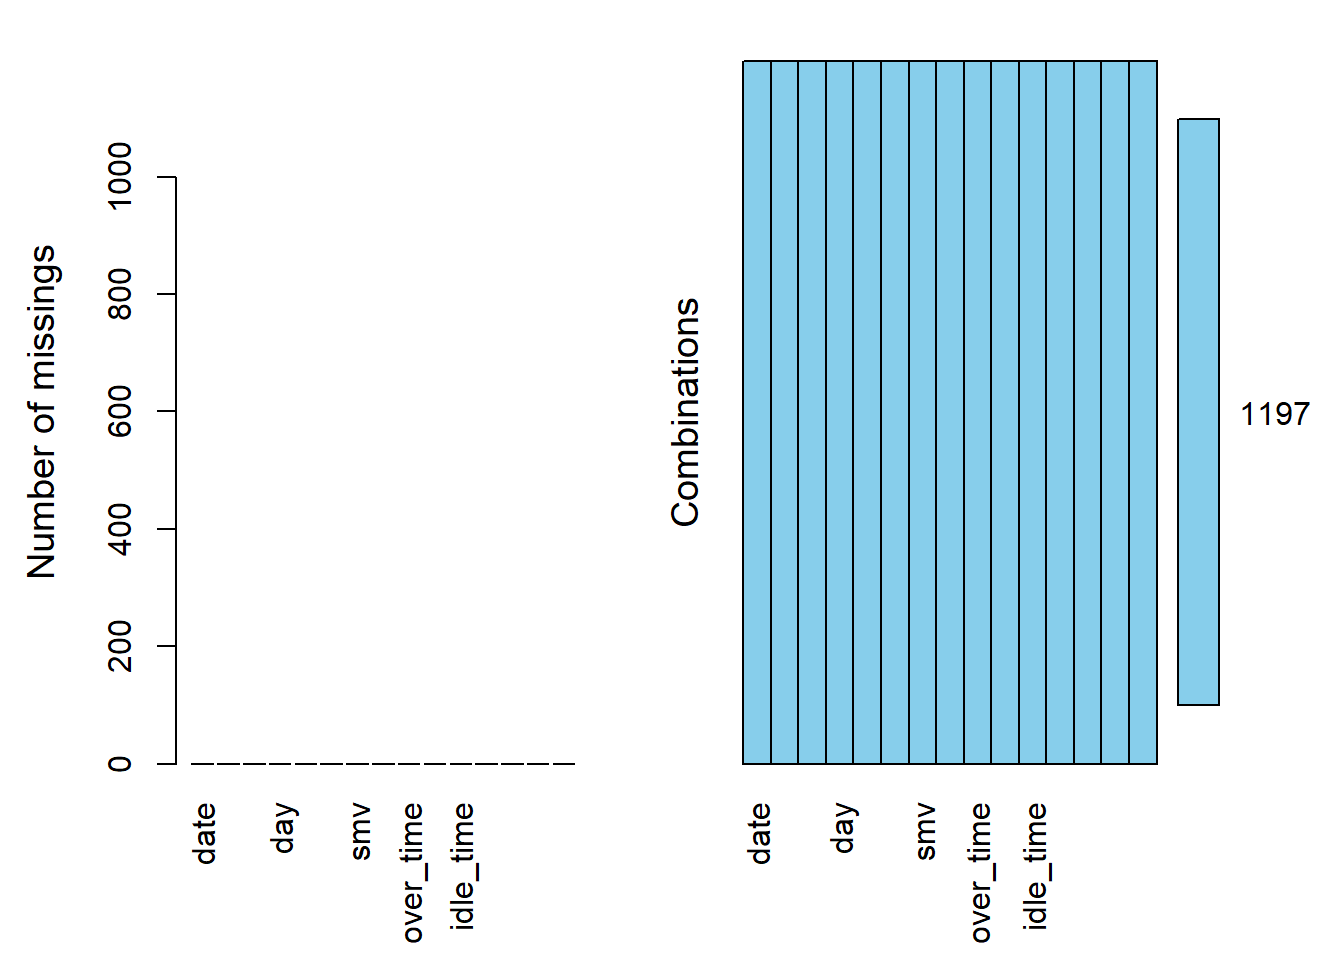 Number of missings
1000
800
600
400
200
0
date
day
smv
over_time
idle_time
Combinations
date
day
smv
over_time
idle_time
1197